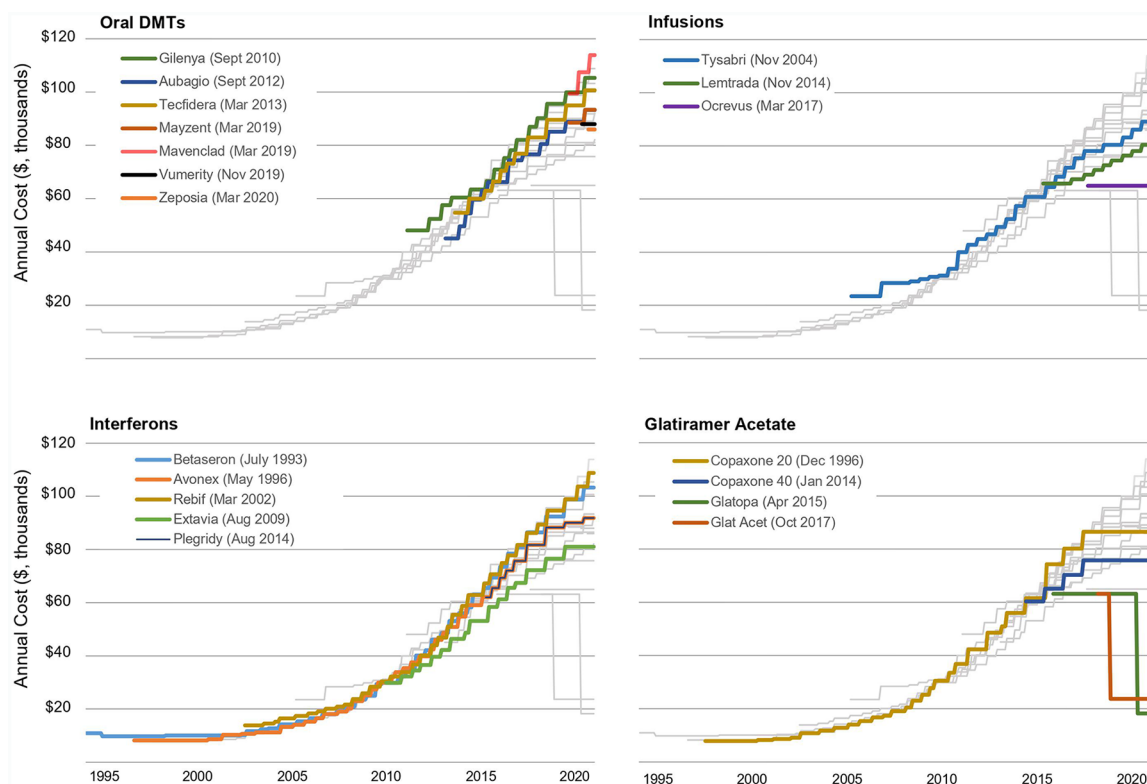 Oral DMTs
Annual Cost ($, thousands)
$120
$100
$80
$60
$40
$20
Gilenya (Sept 2010)
Aubagio (Sept 2012)
Tecfidera (Mar 2013)
Mayzent (Mar 2019)
Mavenclad (Mar 2019)
Vumerity (Nov 2019)
Zeposia (Mar 2020)
Infusions
Tysabri (Nov 2004)
Lemtrada (Nov 2014)
Ocrevus (Mar 2017)
Interferons
Annual Cost ($, thousands)
$120
$100
$80
$60
$40
$20
Betaseron (July 1993)
Avonex (May 1996)
Rebif (Mar 2002)
Extavia (Aug 2009)
Plegridy (Aug 2014)
1995 2000 2005 2010 2015 2020
Glatiramer Acetate
Copaxone 20 (Dec 1996)
Copaxone 40 (Jan 2014)
Glatopa (Apr 2015)
Glat Acet (Oct 2017)
1995 2000 2005 2010 2015 2020